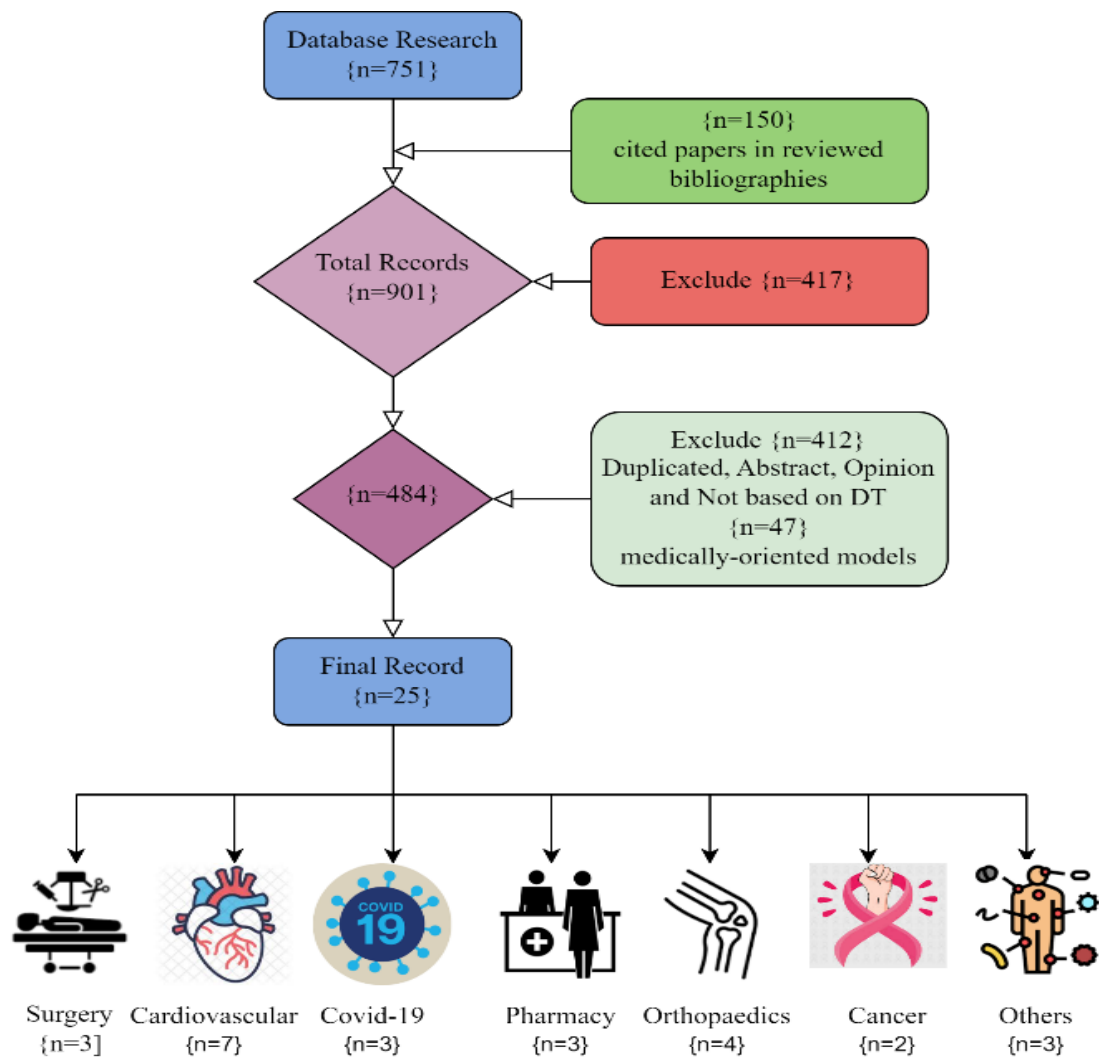 Database Research
{n=751}
{n=150}
cited papers in reviewed
bibliographies
Total Records
{n=901}
Exclude {n=417}
{n=484}
Exclude {n=412}
Duplicated, Abstract, Opinion
and Not based on DT
{n=47}
medically-oriented models
Final Record
{n=25}
COVID
19
Surgery
{n=3]
Cardiovascular
{n=7}
Covid-19
{n=3}
Pharmacy
{n=3}
Orthopaedics
{n=4}
Cancer
{n=2}
Others
{n=3}